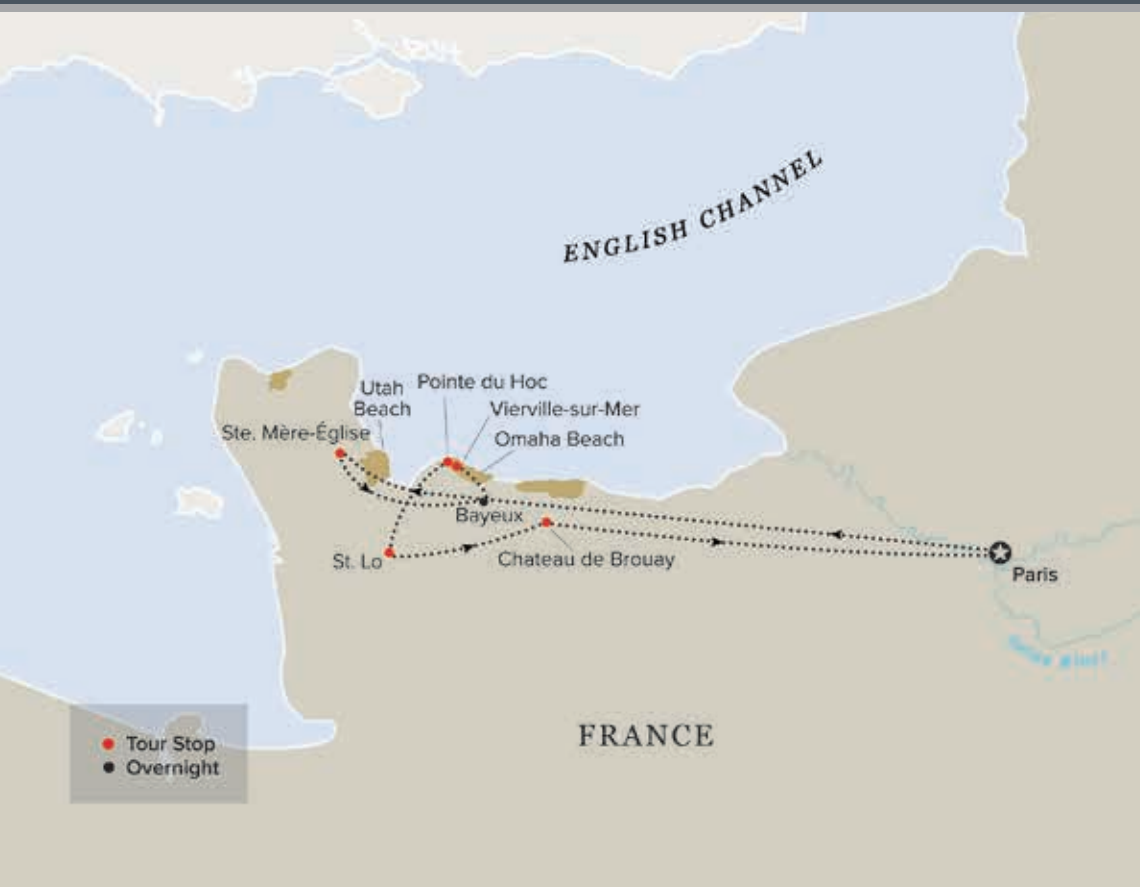 ENGLISH CHANNEL
Utah
Beach
Pointe du Hoc
Vierville-sur-Mer
Ste. Mère-Église
Omaha Beach
Bayeux
St. Lo
Chateau de Brouay
Paris
FRANCE
Tour Stop
Overnight